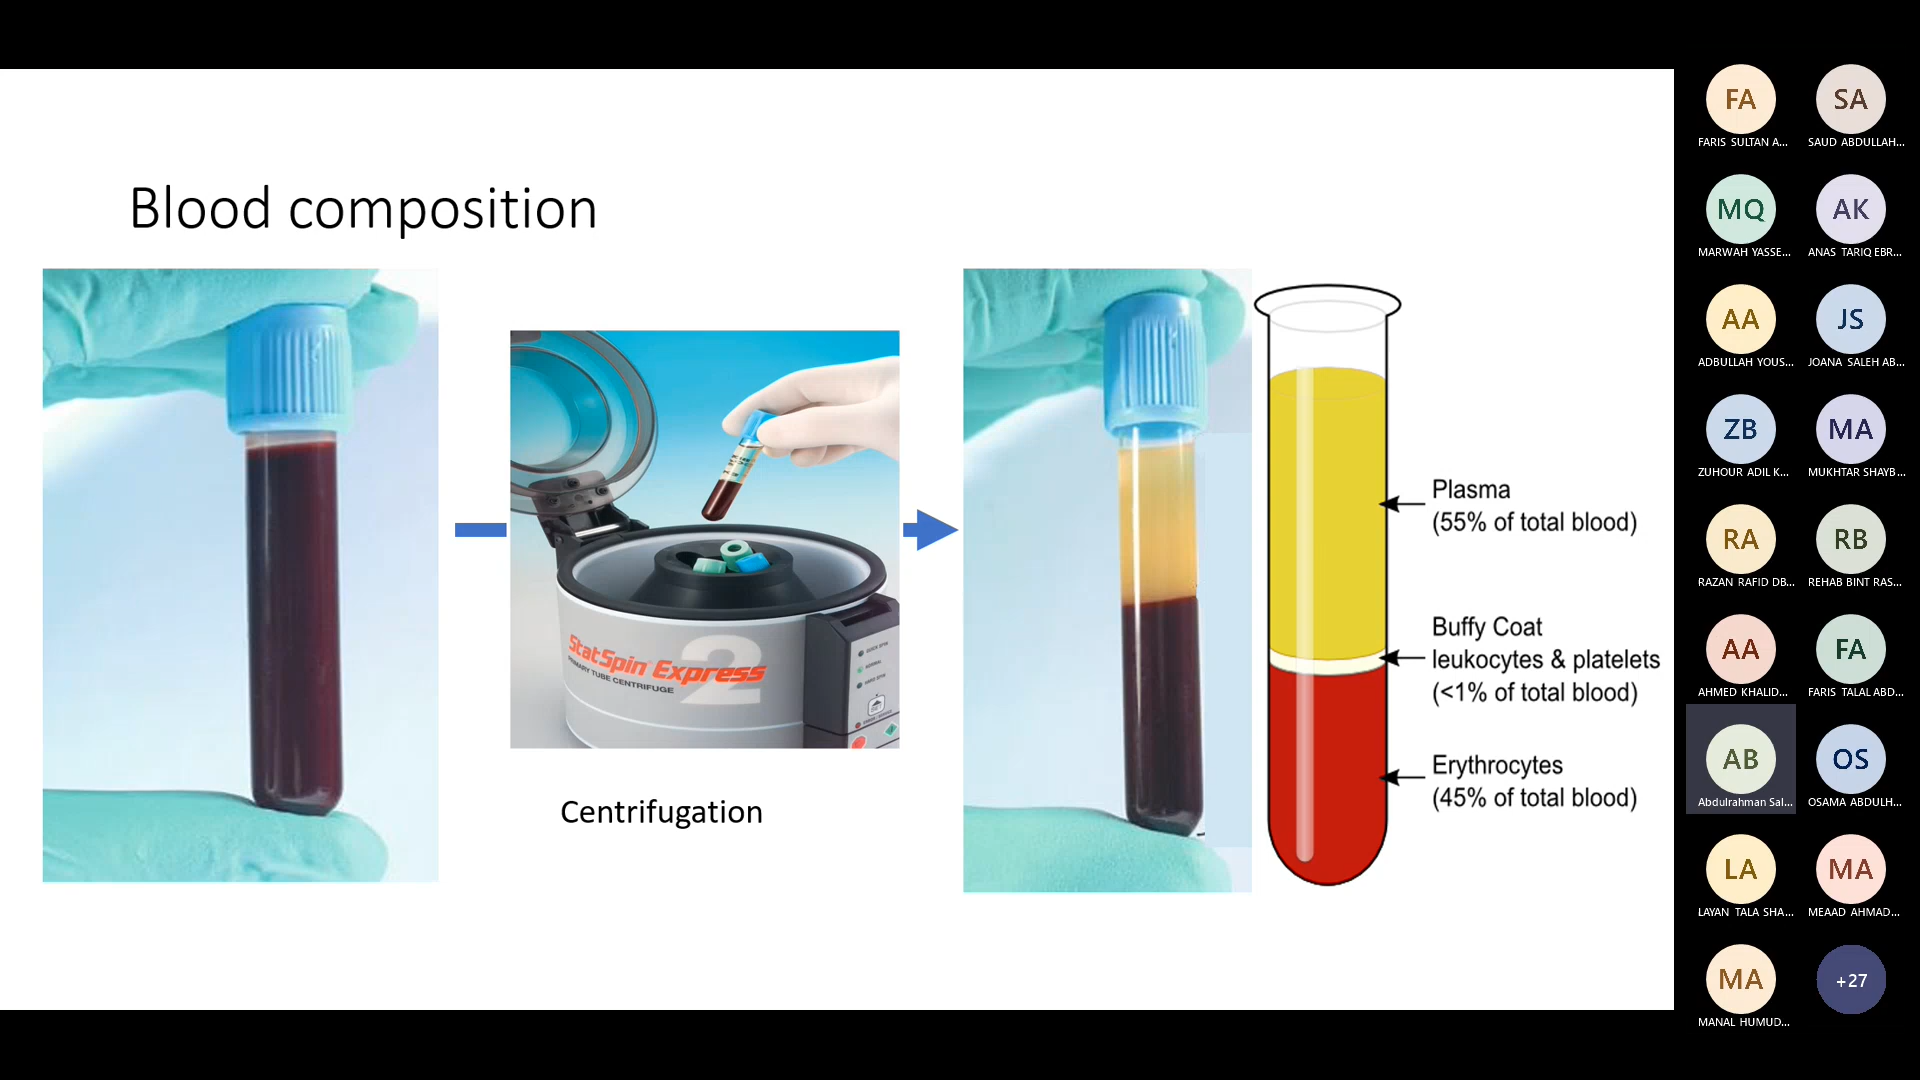 Blood composition
StatSpin Express
2
PRIMARY TUBE CENTRIFUGE
Centrifugation
Plasma
(55% of total blood)
Buffy Coat
leukocytes & platelets
(<1% of total blood)
Erythrocytes
(45% of total blood)
FA
SA
FARIS SULTAN A...
SAUD ABDULLAH...
MQ
AK
MARWAH YASSE...
ANAS TARIQ EBR...
AA
JS
ADBULLAH YOUS...
JOANA SALEH AB...
ZB
MA
ZUHOUR ADIL K...
MUKHTAR SHAYB...
RA
RB
RAZAN RAFID DB...
REHAB BINT RAS...
AA
FA
AHMED KHALID...
FARIS TALAL ABD...
AB
OS
Abdulrahman Sal...
OSAMA ABDULH...
LA
MA
LAYAN TALA SHA...
MEAAD AHMAD...
MA
+27
MANAL HUMUD...